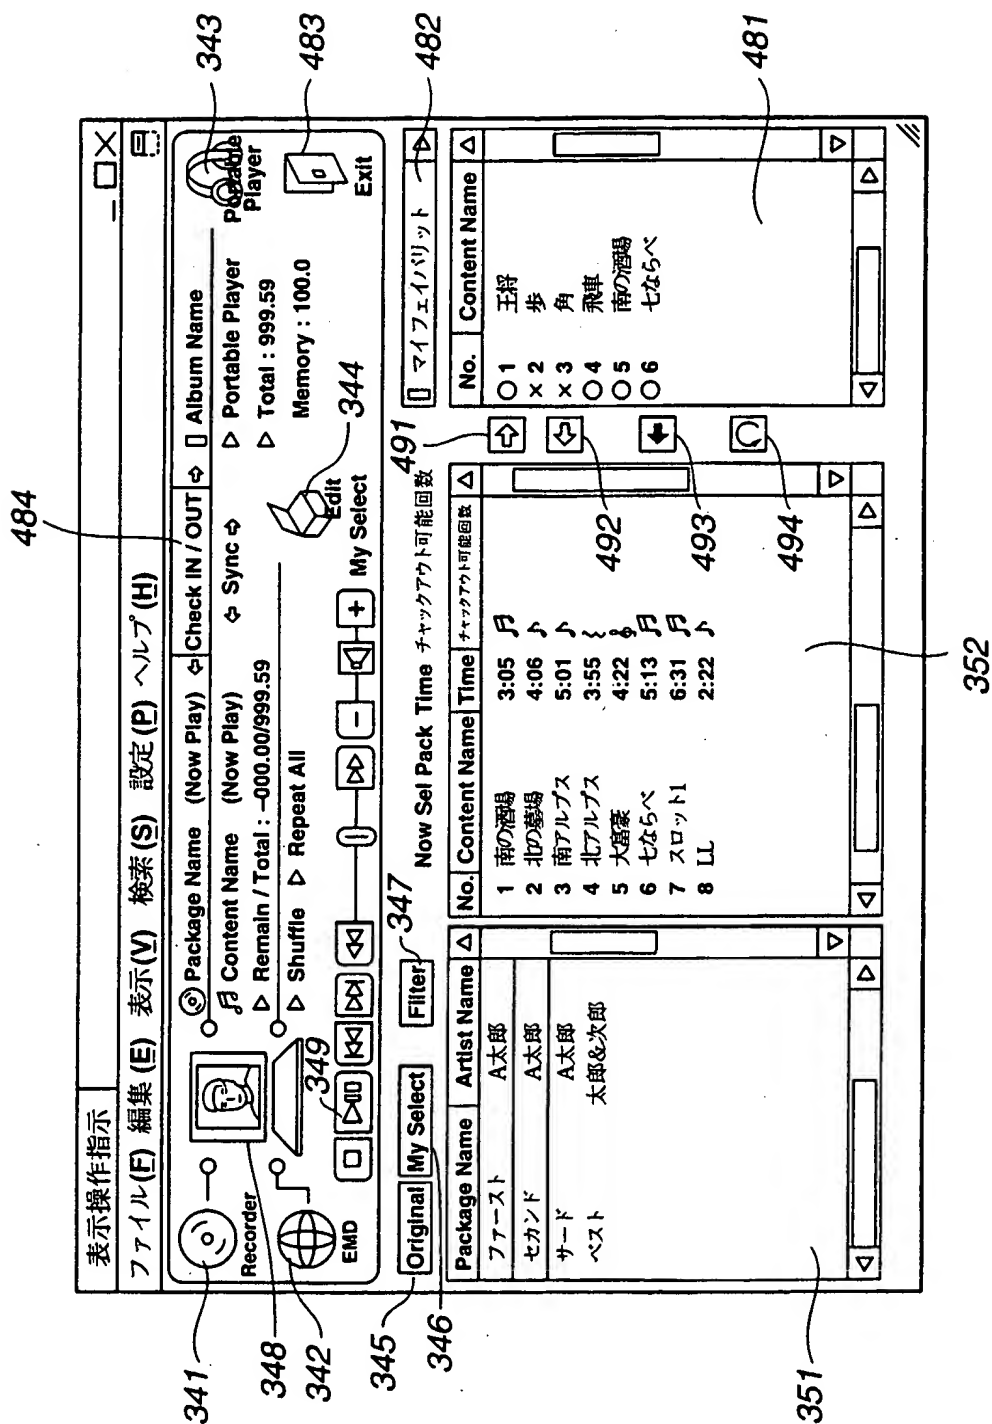 484
表示操作指示
ファイル(F) 編集(E) 表示(V) 検索(S) 設定(P) ヘルプ(H)
341
Recorder
348
342
EMD
Package Name (Now Play)
Check IN / OUT
Album Name
Content Name (Now Play)
Sync
Portable Player
Remain / Total : –000.00/999.59
Total : 999.59
Shuffle
Repeat All
Memory : 100.0
349
Edit
344
My Select
Portable Player
343
Exit
483
345
Original
My Select
346
Filter
347
Now Sel Pack Time チャックアウト可能回数
491
マイフェイバリット
482
Package Name Artist Name
ファースト A太郎
セカンド A太郎
サード A太郎
ベスト 太郎&次郎
351
No. Content Name Time チャックアウト可能回数
1 南の酒場 3:05
2 北の墓場 4:06
3 南アルプス 5:01
4 北アルプス 3:55
5 大富豪 4:22
6 七ならべ 5:13
7 スロット1 6:31
8 LL 2:22
352
492
493
494
No. Content Name
○1 王将
×2 歩
×3 角
○4 飛車
○5 南の酒場
○6 七ならべ
481